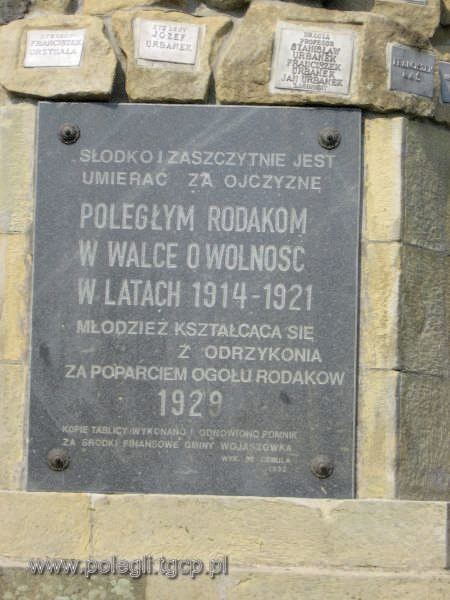 FRANCISZEK
URYNAŁA
JÓZEF
URBANEK
STANISŁAW
URBANEK
FRANCISZEK
URBANEK
JAN URBANEK
SŁODKO I ZASZCZYTNIE JEST
UMIERAĆ ZA OJCZYZNĘ
POLEGŁYM RODAKOM
W WALCE O WOLNOŚĆ
W LATACH 1914-1921
MŁODZIEŻ KSZTAŁCĄCA SIĘ
Z ODRZYKONIA
ZA POPARCIEM OGÓŁU RODAKÓW
1929
KOPIĘ TABLICY WYKONANO I ODNOWIONO POMNIK
ZA ŚRODKI FINANSOWE GMINY WOJASZÓWKA
www.polegli.tgcp.pl